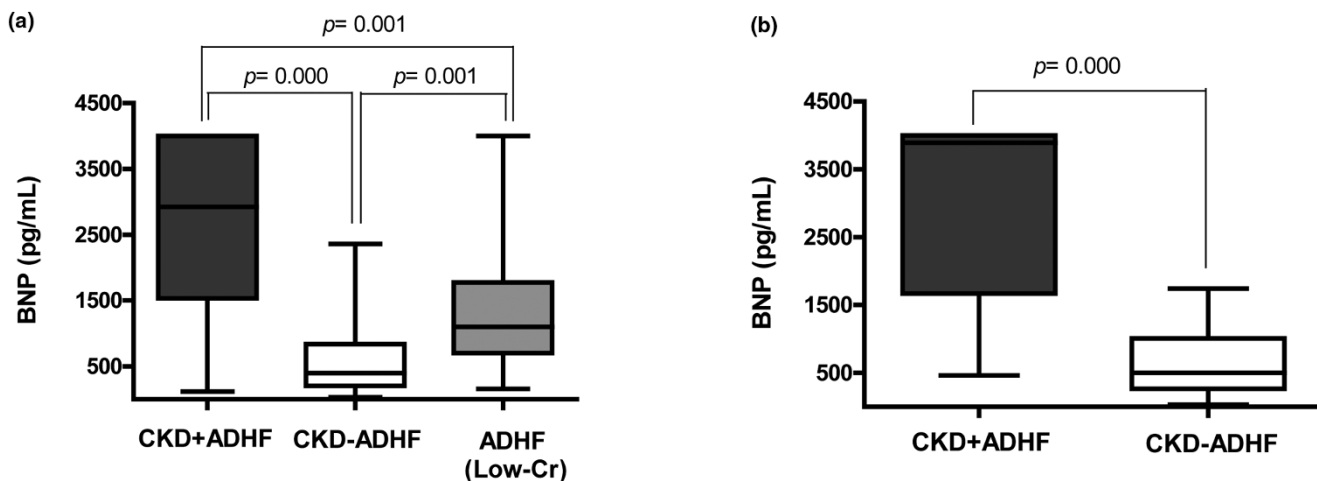 (a)
p= 0.001
p= 0.000
p= 0.001
BNP (pg/mL)
4500
3500
2500
1500
500
CKD+ADHF
CKD-ADHF
ADHF
(Low-Cr)
(b)
p= 0.000
BNP (pg/mL)
4500
3500
2500
1500
500
CKD+ADHF
CKD-ADHF